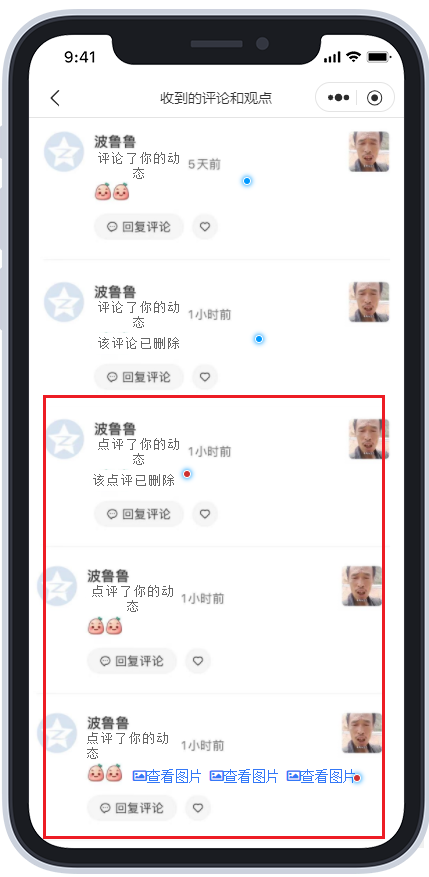 9:41
收到的评论和观点
波鲁鲁
评论了你的动
态
5天前
回复评论
波鲁鲁
评论了你的动
态
1小时前
该评论已删除
回复评论
波鲁鲁
点评了你的动
态
1小时前
该点评已删除
回复评论
波鲁鲁
点评了你的动
态
1小时前
回复评论
波鲁鲁
点评了你的动
态
1小时前
查看图片 查看图片 查看图片
回复评论